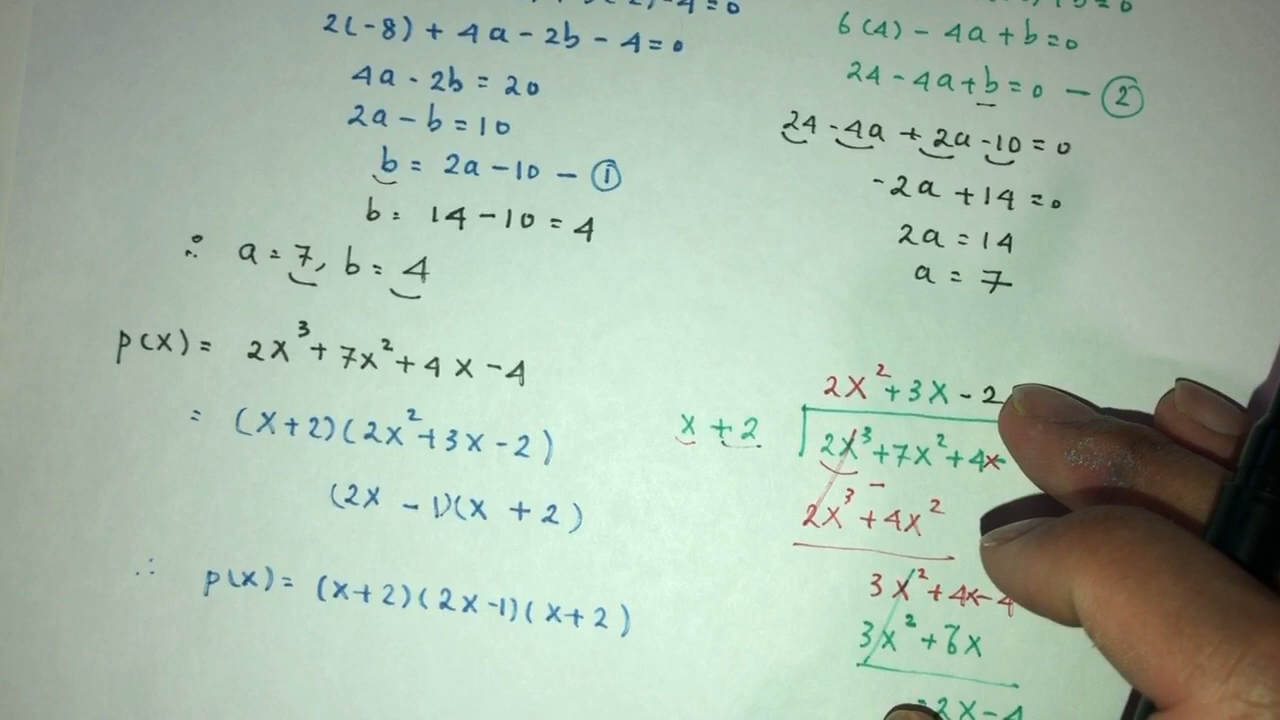 2(-8) + 4a - 2b - 4 = 0
4a - 2b = 20
2a - b = 10
b = 2a - 10 - ①
b = 14 - 10 = 4
∴ a = 7, b = 4
p(x) = 2x³ + 7x² + 4x - 4
= (x+2)(2x²+3x-2)
(2x - 1)(x + 2)
∴ p(x) = (x+2)(2x-1)(x+2)
6(4) - 4a + b = 0
24 - 4a + b = 0 - ②
24 - 4a + 2a - 10 = 0
-2a + 14 = 0
2a = 14
a = 7
2x² + 3x - 2
x + 2 2x³ + 7x² + 4x
2x³ + 4x²
3x² + 4x - 4
3x² + 6x
-2x - 4